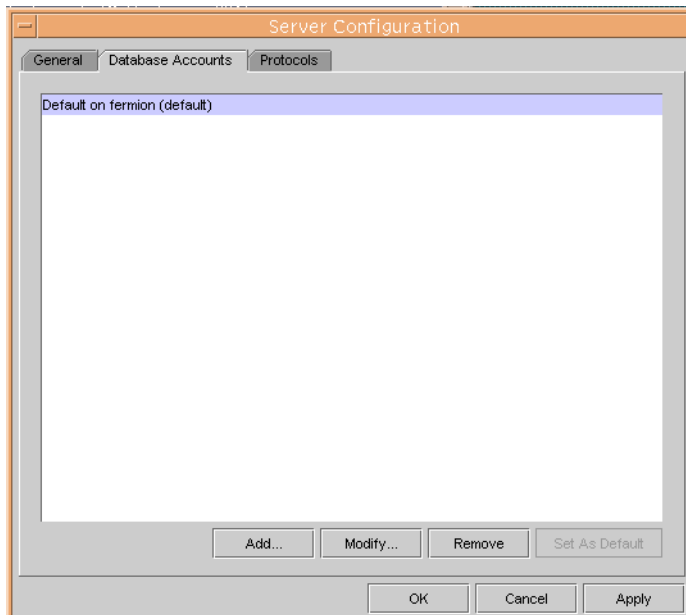 Server Configuration
General Database Accounts Protocols
Default on fermion (default)
Add... Modify... Remove Set As Default
OK Cancel Apply